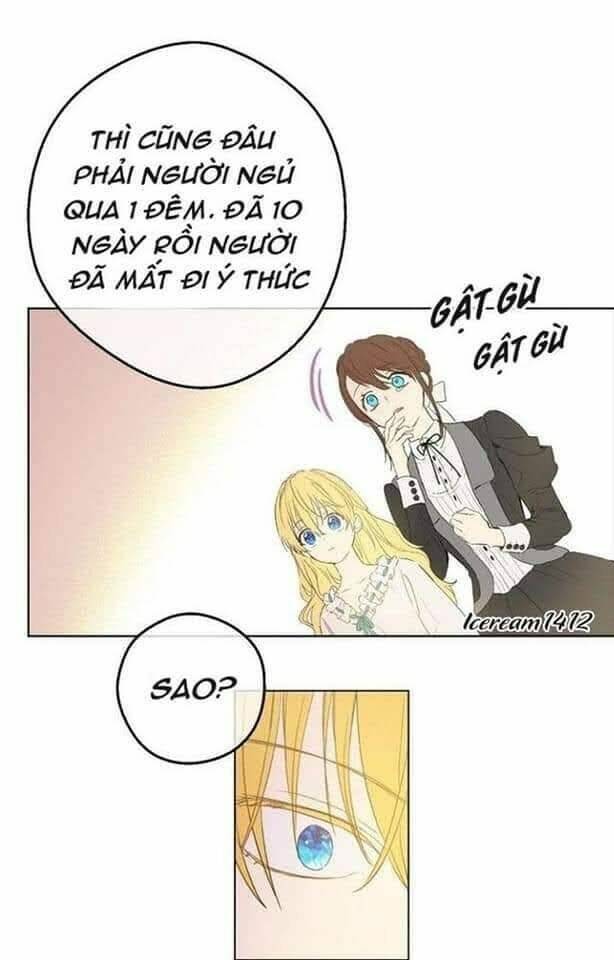 THÌ CŨNG ĐÂU
PHẢI NGƯỜI NGỦ
QUA 1 ĐÊM. ĐÃ 10
NGÀY RỒI NGƯỜI
ĐÃ MẤT ĐI Ý THỨC
GẬT GÙ
GẬT GÙ
Iceream1412
SAO?